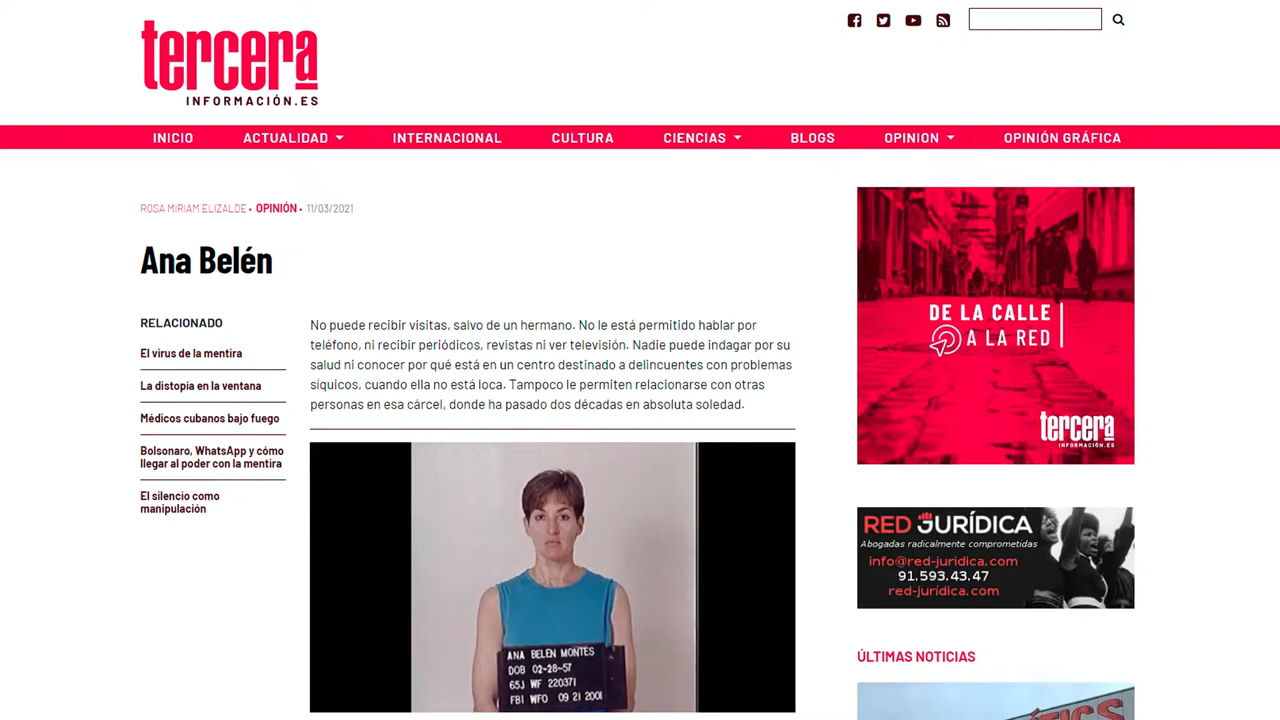 tercera
INFORMACIÓN.ES
INICIO
ACTUALIDAD
INTERNACIONAL
CULTURA
CIENCIAS
BLOGS
OPINION
OPINIÓN GRÁFICA
ROSA MIRIAM ELIZALDE • OPINIÓN • 11/03/2021
Ana Belén
RELACIONADO
El virus de la mentira
La distopía en la ventana
Médicos cubanos bajo fuego
Bolsonaro, WhatsApp y cómo
llegar al poder con la mentira
El silencio como
manipulación
No puede recibir visitas, salvo de un hermano. No le está permitido hablar por
teléfono, ni recibir periódicos, revistas ni ver televisión. Nadie puede indagar por su
salud ni conocer por qué está en un centro destinado a delincuentes con problemas
síquicos, cuando ella no está loca. Tampoco le permiten relacionarse con otras
personas en esa cárcel, donde ha pasado dos décadas en absoluta soledad.
ANA BELEN MONTES
DOB 02-28-57
65J WF 220371
FBI WFO 09 21 2001
DE LA CALLE
A LA RED
tercera
INFORMACIÓN.ES
RED JURÍDICA
Abogadas radicalmente comprometidas
info@red-juridica.com
91.593.43.47
red-juridica.com
ÚLTIMAS NOTICIAS